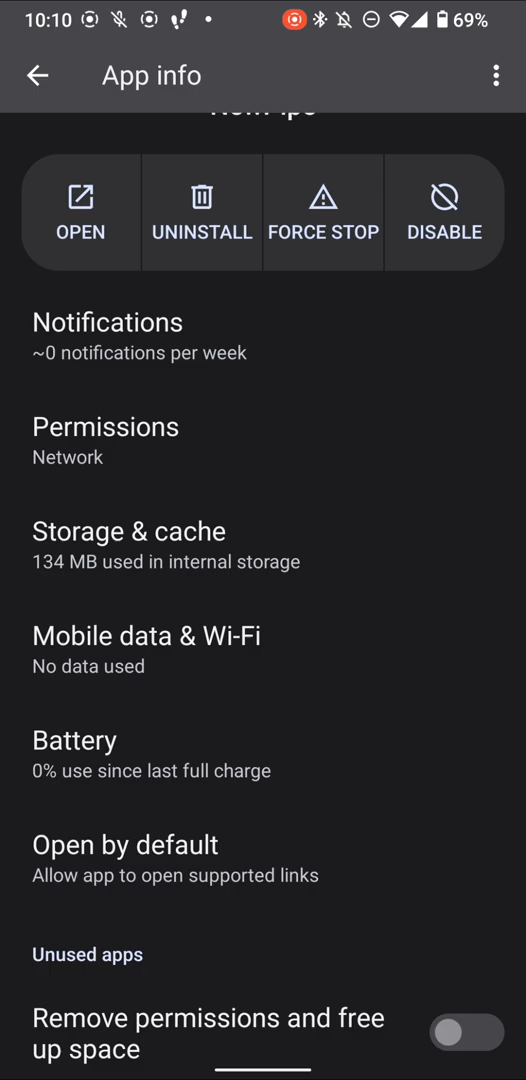 10:10
69%
App info
OPEN
UNINSTALL
FORCE STOP
DISABLE
Notifications
~0 notifications per week
Permissions
Network
Storage & cache
134 MB used in internal storage
Mobile data & Wi-Fi
No data used
Battery
0% use since last full charge
Open by default
Allow app to open supported links
Unused apps
Remove permissions and free
up space